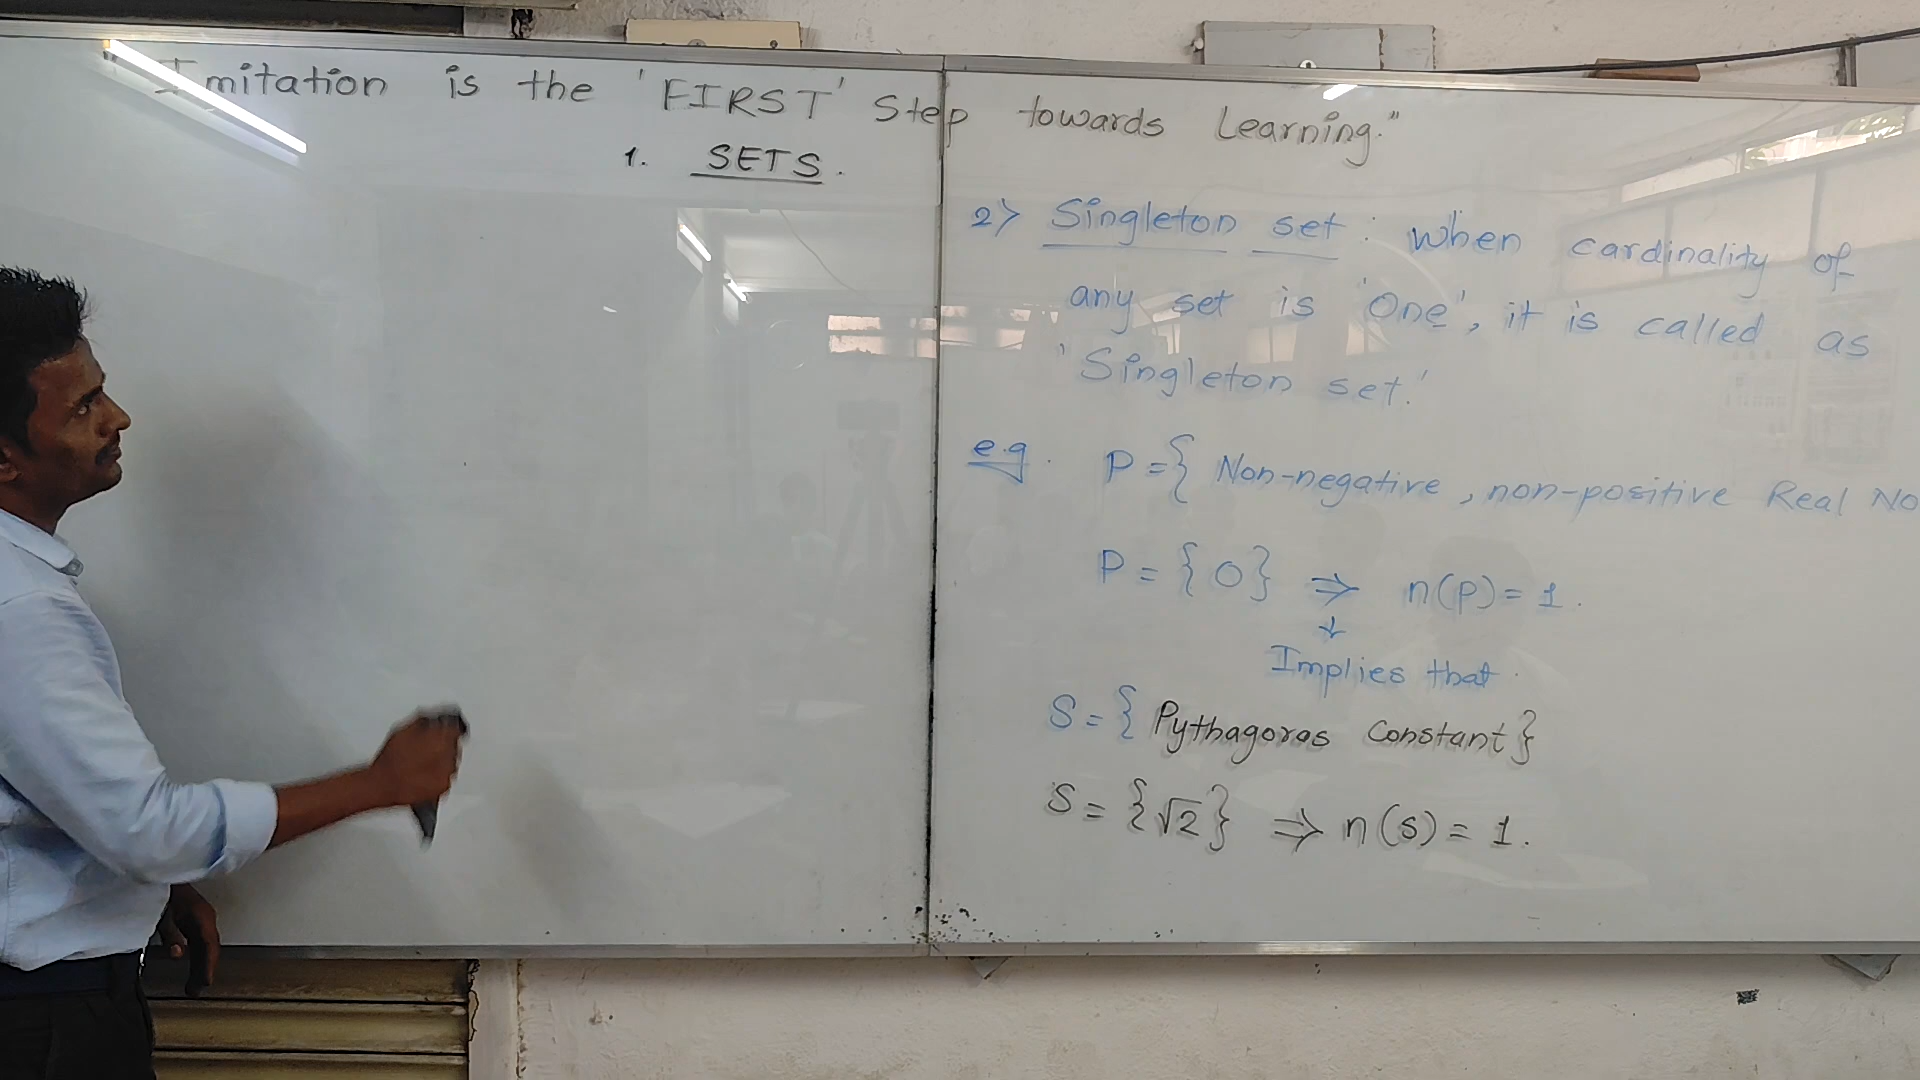 "Imitation is the 'FIRST' Step towards Learning."
1. SETS.
2> Singleton set : When cardinality of
any set is 'One', it is called as
'Singleton set.'
e.g. P = { Non-negative, non-positive Real No
P = { 0 } ⇒ n(P) = 1.
↓
Implies that.
S = { Pythagoras Constant }
S = { √2 } ⇒ n(S) = 1.